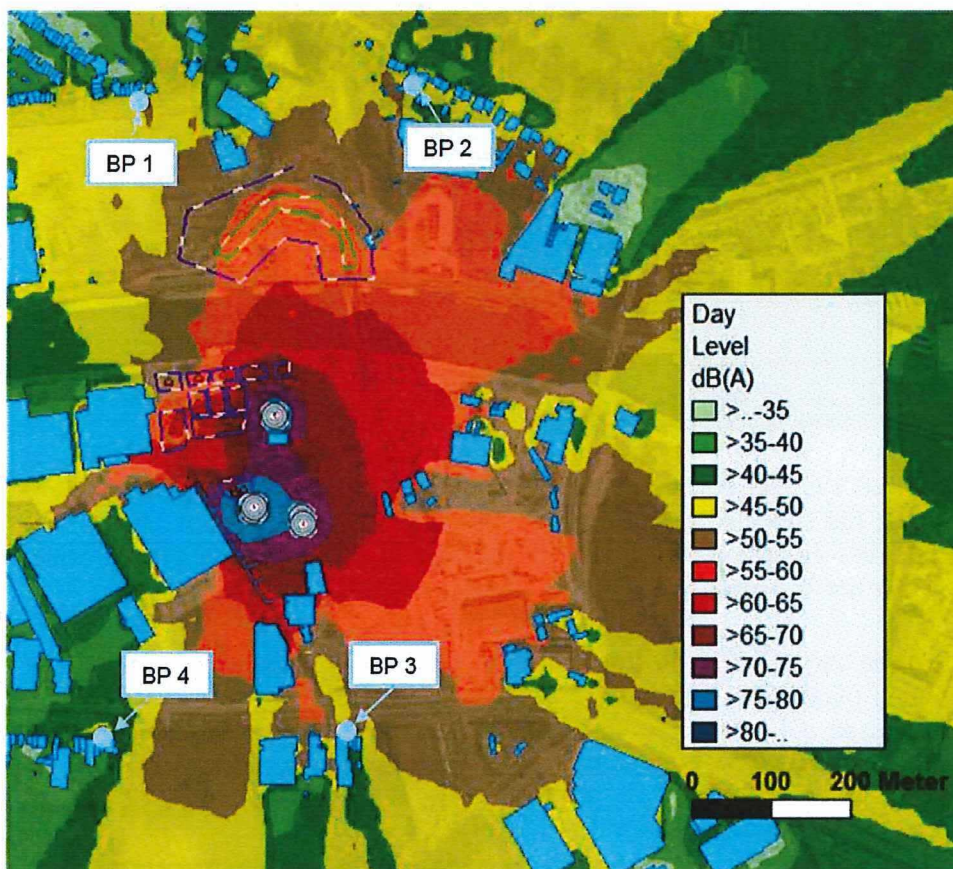 BP 1
BP 2
Day
Level
dB(A)
>..-35
>35-40
>40-45
>45-50
>50-55
>55-60
>60-65
>65-70
>70-75
>75-80
>80-..
BP 4
BP 3
0 100 200 Meter